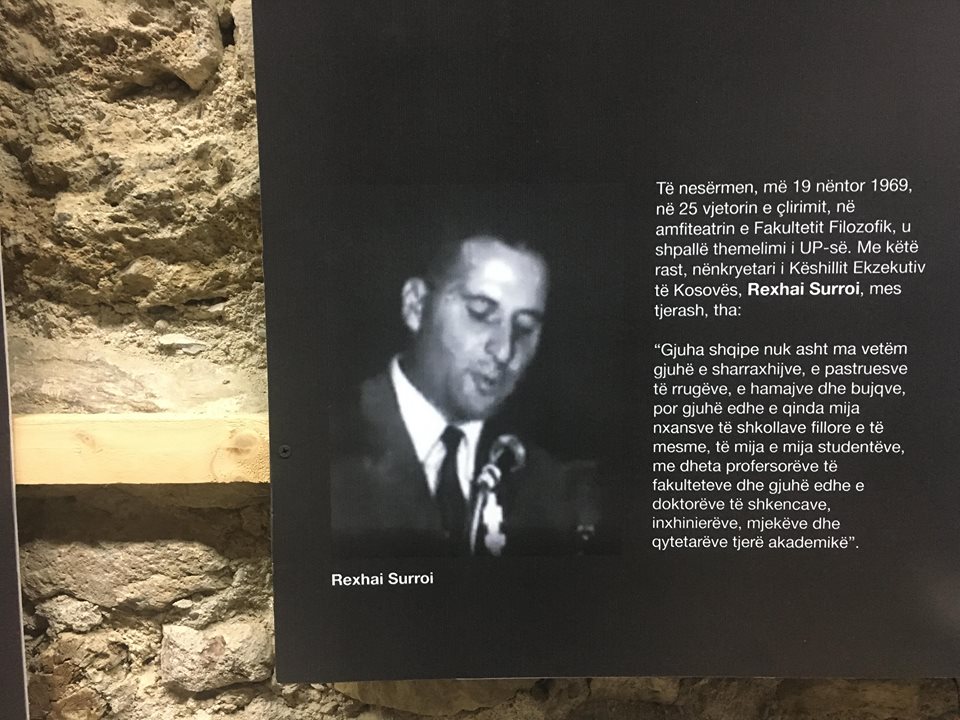 Të nesërmen, më 19 nëntor 1969,
në 25 vjetorin e çlirimit, në
amfiteatrin e Fakultetit Filozofik, u
shpallë themelimi i UP-së. Me këtë
rast, nënkryetari i Këshillit Ekzekutiv
të Kosovës, Rexhai Surroi, mes
tjerash, tha:
“Gjuha shqipe nuk asht ma vetëm
gjuhë e sharraxhijve, e pastruesve
të rrugëve, e hamajve dhe bujqve,
por gjuhë edhe e qinda mija
nxansve të shkollave fillore e të
mesme, të mija e mija studentëve,
me dheta profersorëve të
fakulteteve dhe gjuhë edhe e
doktorëve të shkencave,
inxhinierëve, mjekëve dhe
qytetarëve tjerë akademikë”.
Rexhai Surroi